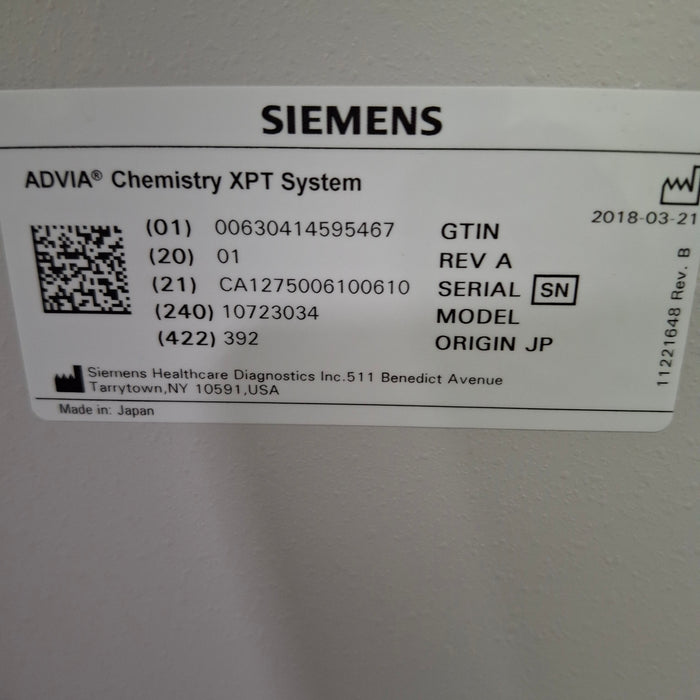 SIEMENS
ADVIA® Chemistry XPT System
2018-03-21
(01) 00630414595467 GTIN
(20) 01 REV A
(21) CA1275006100610 SERIAL SN
(240) 10723034 MODEL
(422) 392 ORIGIN JP
11221648 Rev. B
Siemens Healthcare Diagnostics Inc.511 Benedict Avenue
Tarrytown,NY 10591,USA
Made in: Japan